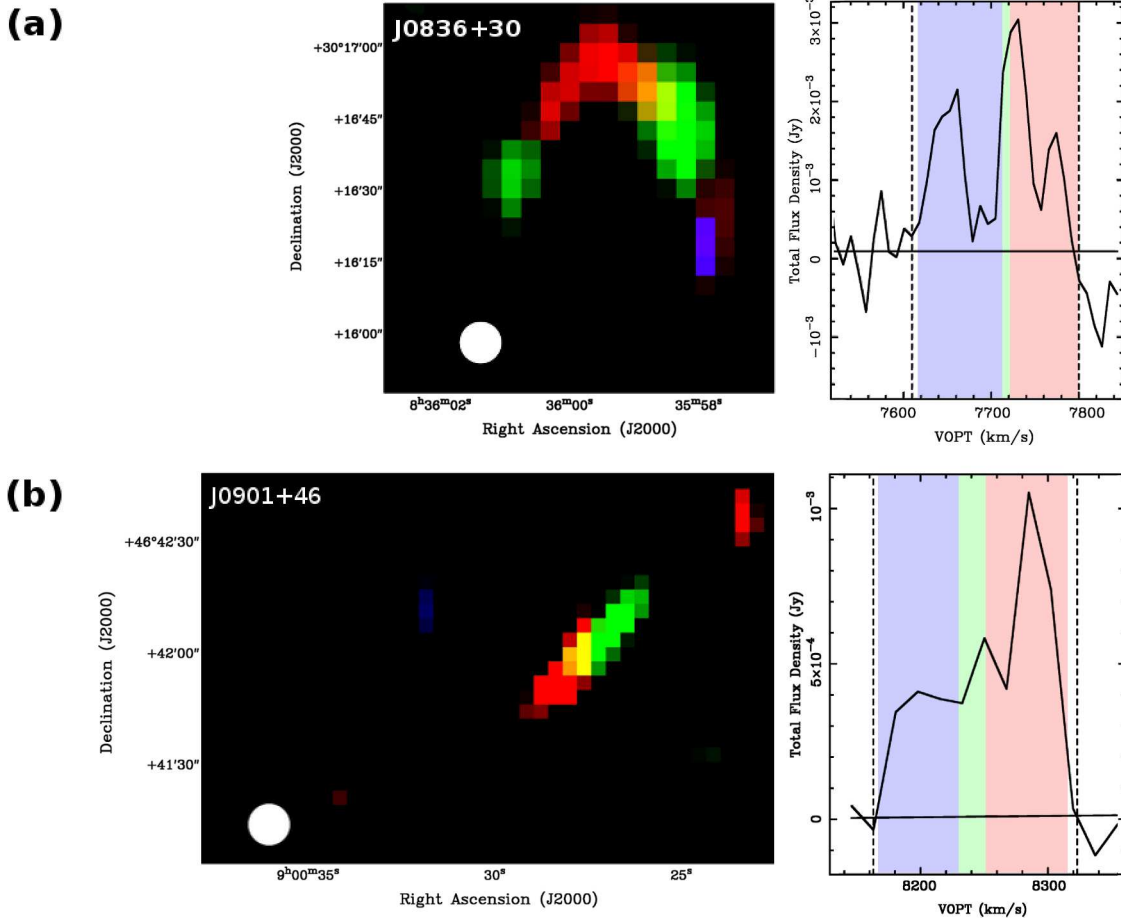 (a)
J0836+30
+30°17′00″
+16′45″
+16′30″
+16′15″
+16′00″
Declination (J2000)
8ʰ36ᵐ02ˢ
36ᵐ00ˢ
35ᵐ58ˢ
Right Ascension (J2000)
3×10⁻³
2×10⁻³
10⁻³
0
−10⁻³
Total Flux Density (Jy)
7600
7700
7800
VOPT (km/s)
(b)
J0901+46
+46°42′30″
+42′00″
+41′30″
Declination (J2000)
9ʰ00ᵐ35ˢ
30ˢ
25ˢ
Right Ascension (J2000)
10⁻³
5×10⁻⁴
0
Total Flux Density (Jy)
8200
8300
VOPT (km/s)